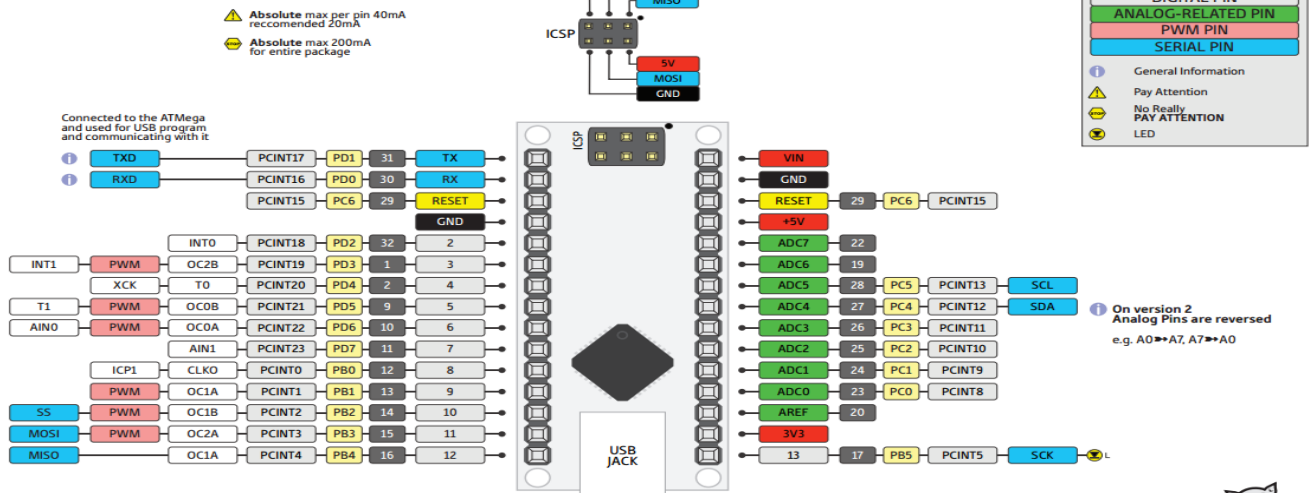 MISO
DIGITAL PIN
ANALOG-RELATED PIN
PWM PIN
SERIAL PIN
General Information
Pay Attention
No Really
PAY ATTENTION
LED
Absolute max per pin 40mA
reccomended 20mA
Absolute max 200mA
for entire package
ICSP
5V
MOSI
GND
Connected to the ATMega
and used for USB program
and communicating with it
TXD PCINT17 PD1 31 TX
RXD PCINT16 PD0 30 RX
PCINT15 PC6 29 RESET
GND
INT0 PCINT18 PD2 32 2
INT1 PWM OC2B PCINT19 PD3 1 3
XCK T0 PCINT20 PD4 2 4
T1 PWM OC0B PCINT21 PD5 9 5
AIN0 PWM OC0A PCINT22 PD6 10 6
AIN1 PCINT23 PD7 11 7
ICP1 CLKO PCINT0 PB0 12 8
PWM OC1A PCINT1 PB1 13 9
SS PWM OC1B PCINT2 PB2 14 10
MOSI PWM OC2A PCINT3 PB3 15 11
MISO OC1A PCINT4 PB4 16 12
ICSP
USB
JACK
VIN
GND
RESET 29 PC6 PCINT15
+5V
ADC7 22
ADC6 19
ADC5 28 PC5 PCINT13 SCL
ADC4 27 PC4 PCINT12 SDA
ADC3 26 PC3 PCINT11
ADC2 25 PC2 PCINT10
ADC1 24 PC1 PCINT9
ADC0 23 PC0 PCINT8
AREF 20
3V3
13 17 PB5 PCINT5 SCK L
On version 2
Analog Pins are reversed
e.g. A0➽A7, A7➽A0